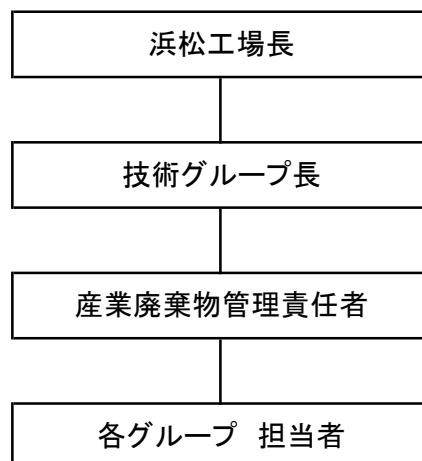 浜松工場長
技術グループ長
産業廃棄物管理責任者
各グループ 担当者